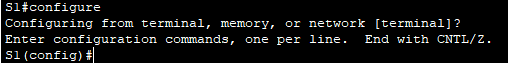 S1#configure
Configuring from terminal, memory, or network [terminal]?
Enter configuration commands, one per line.  End with CNTL/Z.
S1(config)#